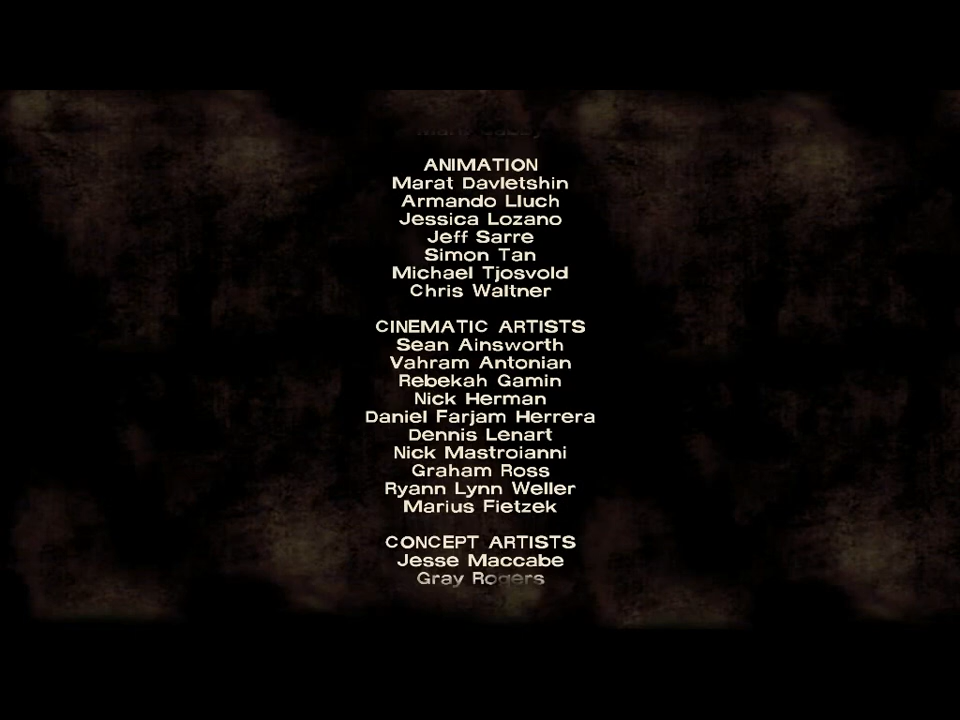 ANIMATION
Marat Davletshin
Armando Lluch
Jessica Lozano
Jeff Sarre
Simon Tan
Michael Tjosvold
Chris Waltner
CINEMATIC ARTISTS
Sean Ainsworth
Vahram Antonian
Rebekah Gamin
Nick Herman
Daniel Farjam Herrera
Dennis Lenart
Nick Mastroianni
Graham Ross
Ryann Lynn Weller
Marius Fietzek
CONCEPT ARTISTS
Jesse Maccabe
Gray Rogers